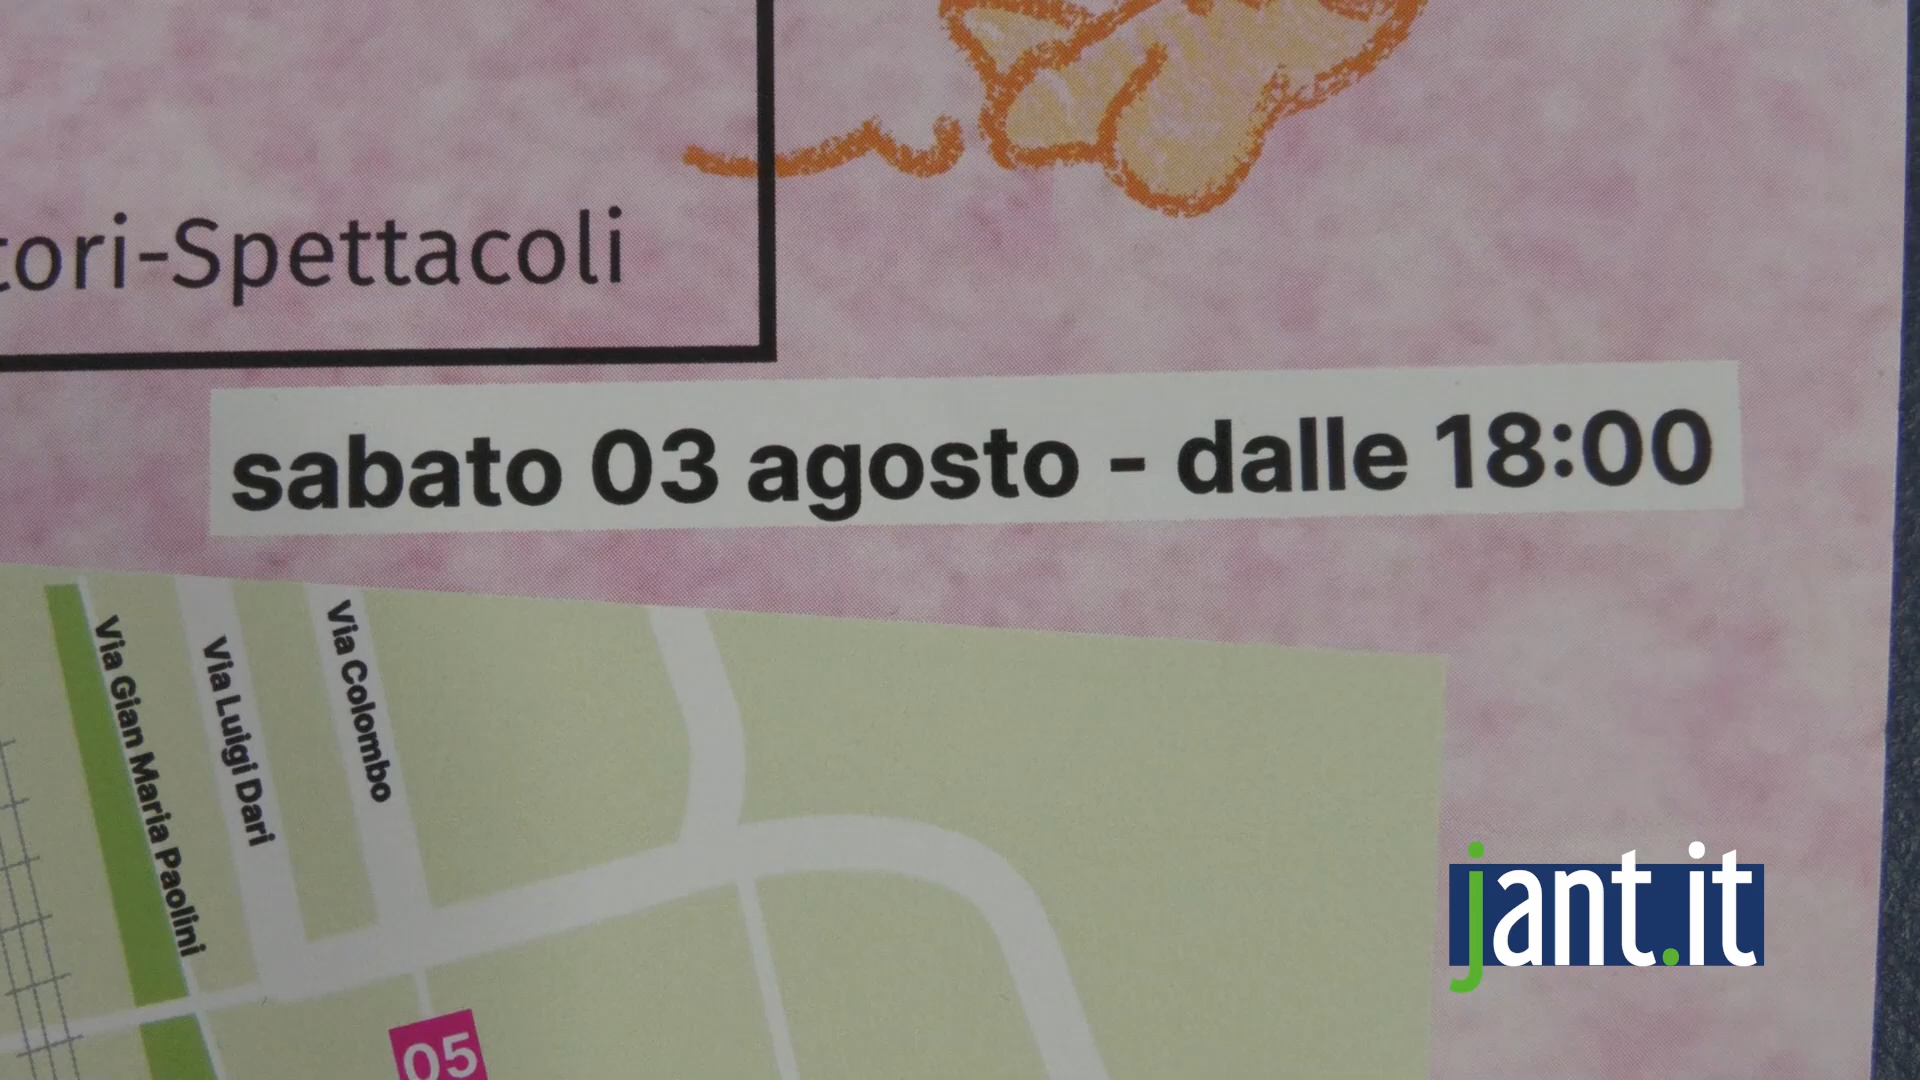 tori-Spettacoli
sabato 03 agosto - dalle 18:00
Via Gian Maria Paolini
Via Luigi Dari
Via Colombo
05
jant.it